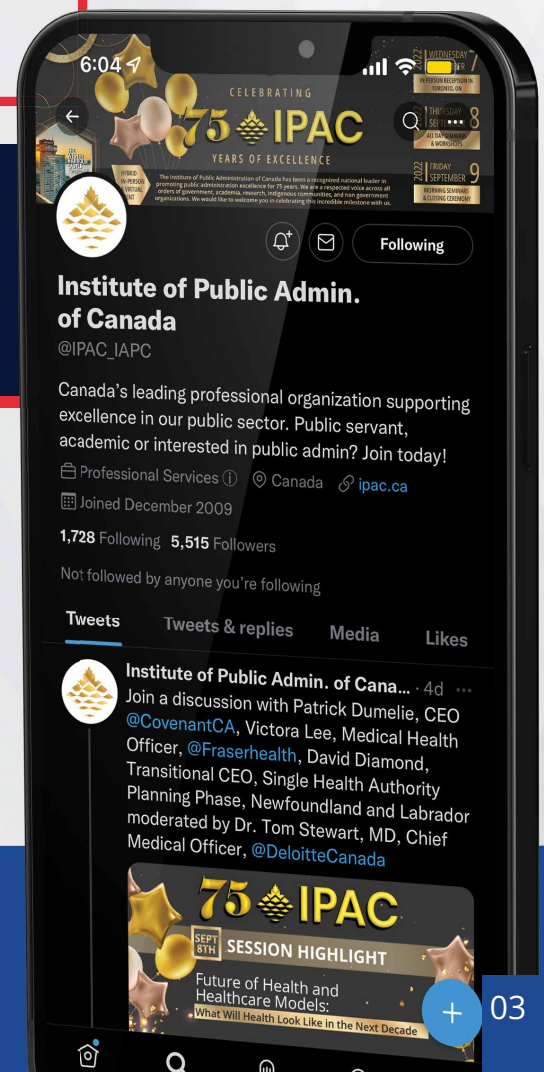 6:04
CELEBRATING
75 IPAC
YEARS OF EXCELLENCE
The Institute of Public Administration of Canada has been a recognized national leader in
promoting public administration excellence for 75 years. We are a respected voice across all
orders of government, academia, research, indigenous communities, and non government
organizations. We would like to welcome you in celebrating this incredible milestone with us.
HYBRID
IN-PERSON
VIRTUAL
2022 WEDNESDAY 7
IN PERSON RECEPTION IN
TORONTO, ON
THURSDAY 8
ALL DAY SEMINARS
& WORKSHOPS
2022 FRIDAY
SEPTEMBER 9
MORNING SEMINARS
& CLOSING CEREMONY
Following
Institute of Public Admin.
of Canada
@IPAC_IAPC
Canada's leading professional organization supporting
excellence in our public sector. Public servant,
academic or interested in public admin? Join today!
Professional Services Canada ipac.ca
Joined December 2009
1,728 Following 5,515 Followers
Not followed by anyone you're following
Tweets Tweets & replies Media Likes
Institute of Public Admin. of Cana... · 4d
Join a discussion with Patrick Dumelie, CEO
@CovenantCA, Victora Lee, Medical Health
Officer, @Fraserhealth, David Diamond,
Transitional CEO, Single Health Authority
Planning Phase, Newfoundland and Labrador
moderated by Dr. Tom Stewart, MD, Chief
Medical Officer, @DeloitteCanada
75 IPAC
SEPT
8TH SESSION HIGHLIGHT
Future of Health and
Healthcare Models:
What Will Health Look Like in the Next Decade
03